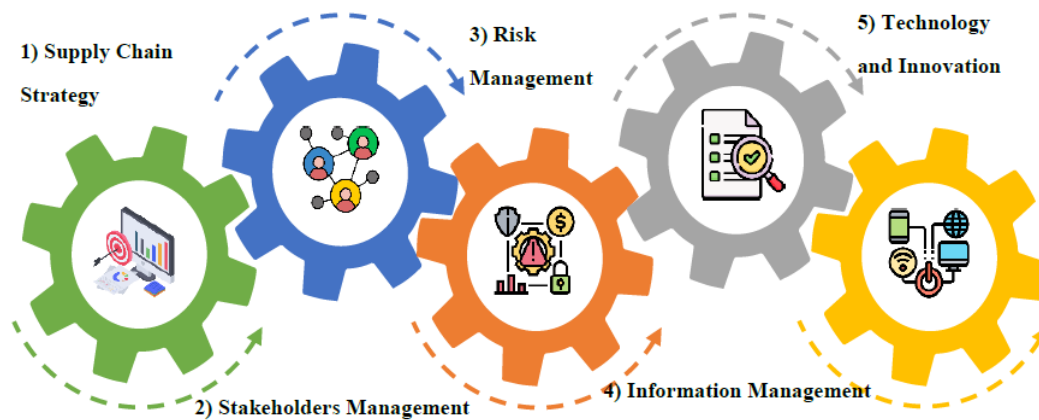 1) Supply Chain
Strategy
2) Stakeholders Management
3) Risk
Management
4) Information Management
5) Technology
and Innovation